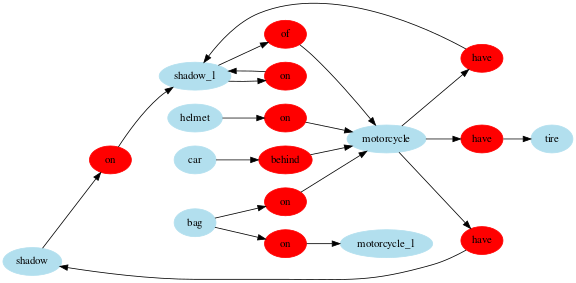 of
have
shadow_1
on
helmet
on
motorcycle
have
tire
on
car
behind
on
bag
on
motorcycle_1
have
shadow